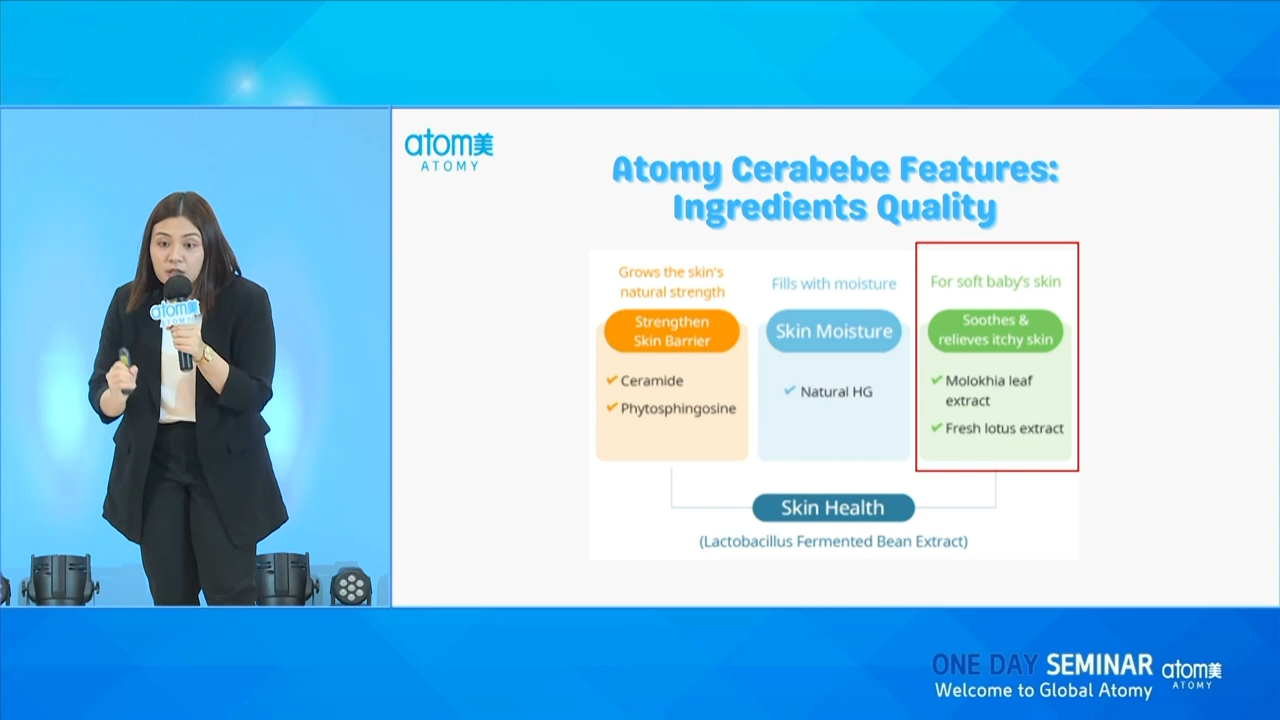 atom美
ATOMY
Atomy Cerabebe Features:
Ingredients Quality
Grows the skin's
natural strength
Strengthen
Skin Barrier
✔ Ceramide
✔ Phytosphingosine
Fills with moisture
Skin Moisture
✔ Natural HG
For soft baby's skin
Soothes &
relieves itchy skin
✔ Molokhia leaf
extract
✔ Fresh lotus extract
Skin Health
(Lactobacillus Fermented Bean Extract)
atom美
ATOMY
ONE DAY SEMINAR
Welcome to Global Atomy
atom美
ATOMY